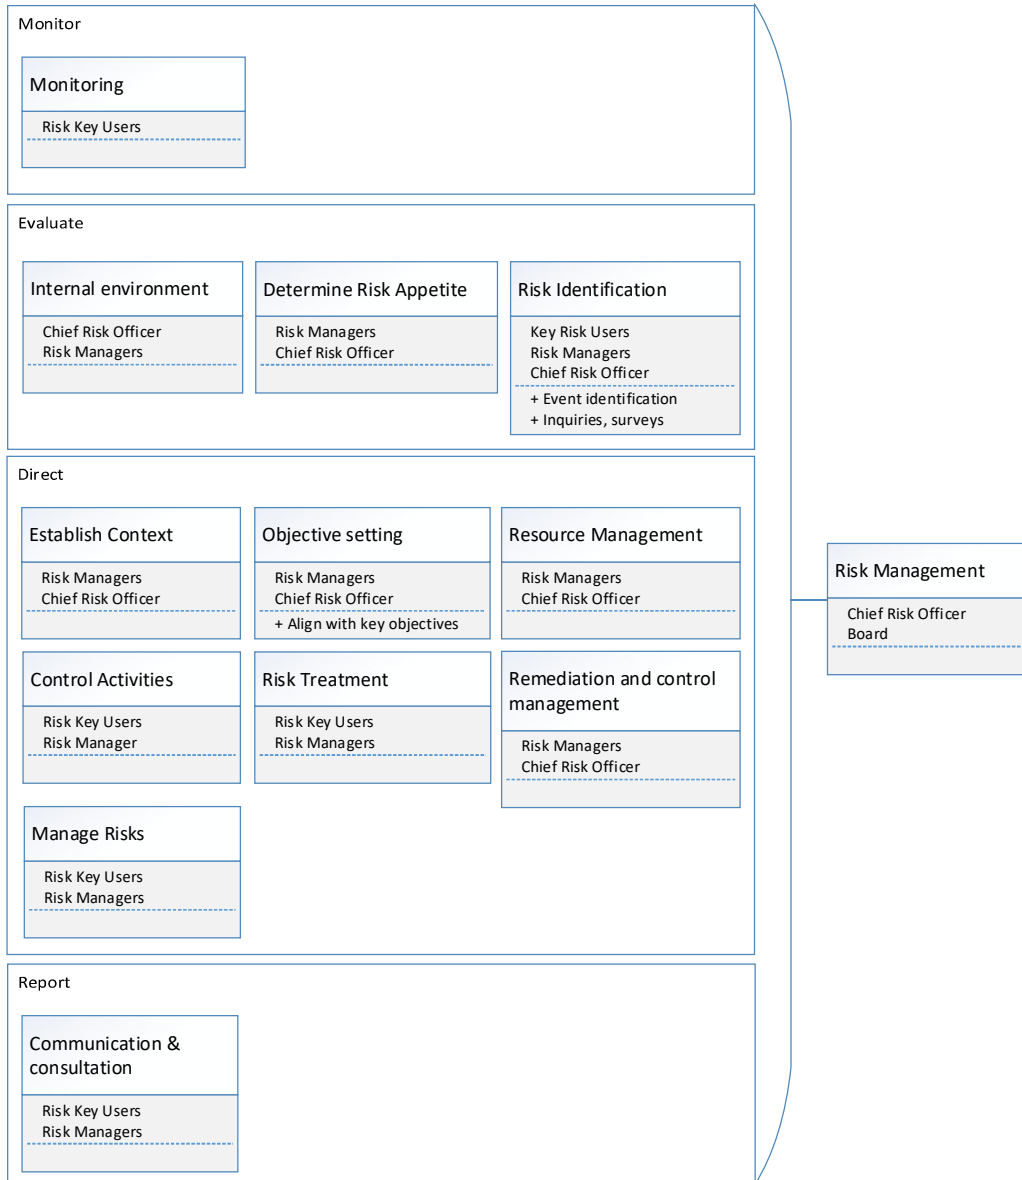 Monitor
Monitoring
Risk Key Users
Evaluate
Internal environment
Chief Risk Officer
Risk Managers
Determine Risk Appetite
Risk Managers
Chief Risk Officer
Risk Identification
Key Risk Users
Risk Managers
Chief Risk Officer
+ Event identification
+ Inquiries, surveys
Direct
Establish Context
Risk Managers
Chief Risk Officer
Objective setting
Risk Managers
Chief Risk Officer
+ Align with key objectives
Resource Management
Risk Managers
Chief Risk Officer
Control Activities
Risk Key Users
Risk Manager
Risk Treatment
Risk Key Users
Risk Managers
Remediation and control
management
Risk Managers
Chief Risk Officer
Manage Risks
Risk Key Users
Risk Managers
Report
Communication &
consultation
Risk Key Users
Risk Managers
Risk Management
Chief Risk Officer
Board